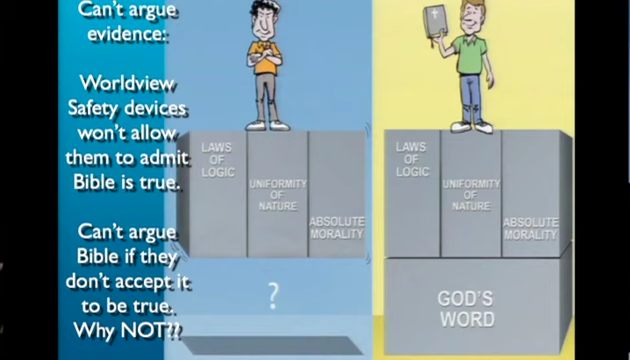 Can't argue
evidence:
Worldview
Safety devices
won't allow
them to admit
Bible is true.
Can't argue
Bible if they
don't accept it
to be true.
Why NOT??
LAWS
OF
LOGIC
UNIFORMITY
OF
NATURE
ABSOLUTE
MORALITY
?
LAWS
OF
LOGIC
UNIFORMITY
OF
NATURE
ABSOLUTE
MORALITY
GOD'S
WORD